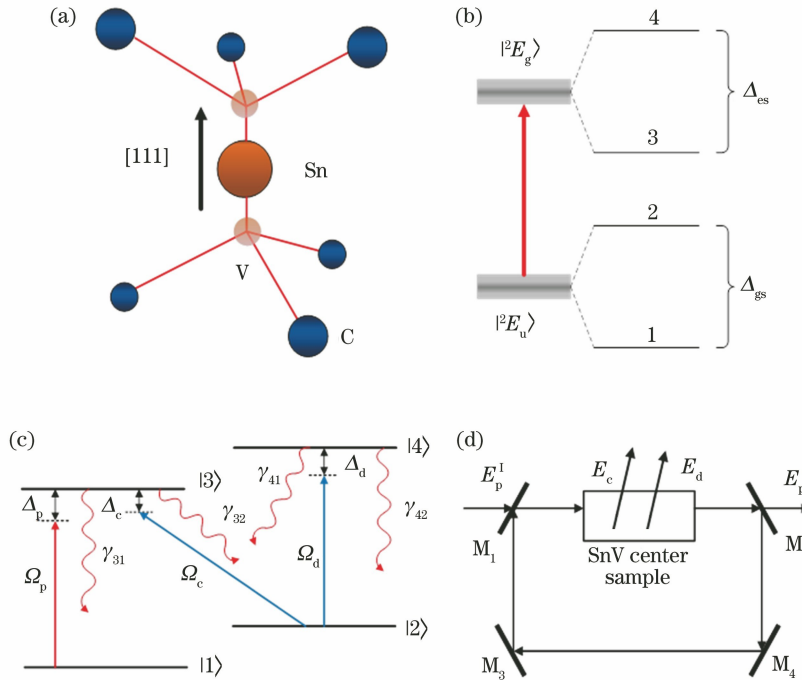 (a)
[111]
Sn
V
C
(b)
|²E_g⟩
|²E_u⟩
4
3
2
1
Δ_es
Δ_gs
(c)
|3⟩
|4⟩
|2⟩
|1⟩
Δ_p
Δ_c
Δ_d
γ_31
γ_32
γ_41
γ_42
Ω_p
Ω_c
Ω_d
(d)
E_p^I
E_c
E_d
E_p
M_1
M
SnV center
sample
M_3
M_4